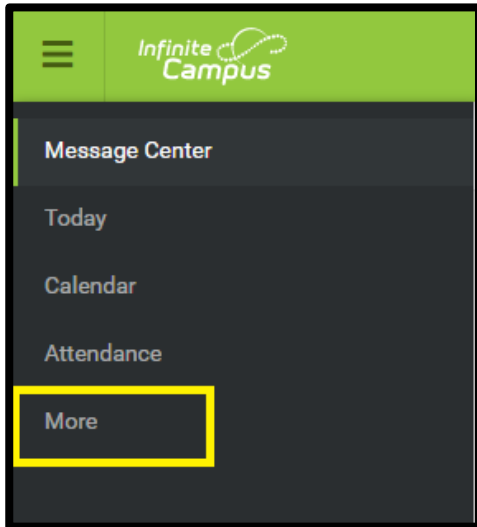 Infinite
Campus
Message Center
Today
Calendar
Attendance
More